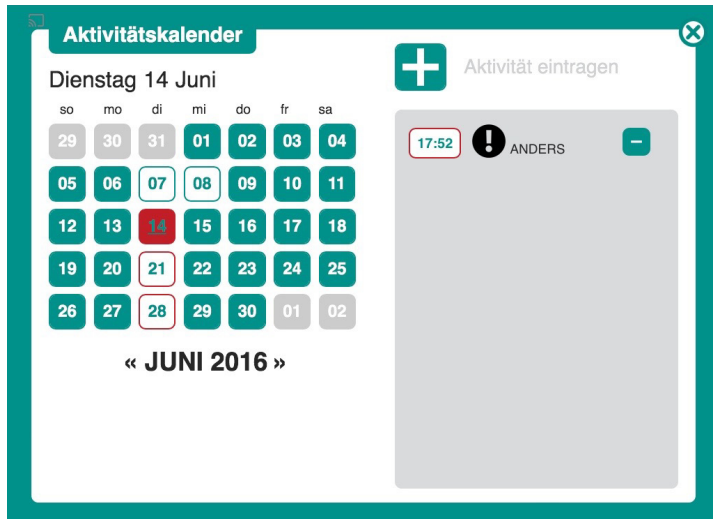 Aktivitätskalender
Dienstag 14 Juni
so mo di mi do fr sa
29 30 31 01 02 03 04
05 06 07 08 09 10 11
12 13 14 15 16 17 18
19 20 21 22 23 24 25
26 27 28 29 30 01 02
« JUNI 2016 »
Aktivität eintragen
17:52 ANDERS